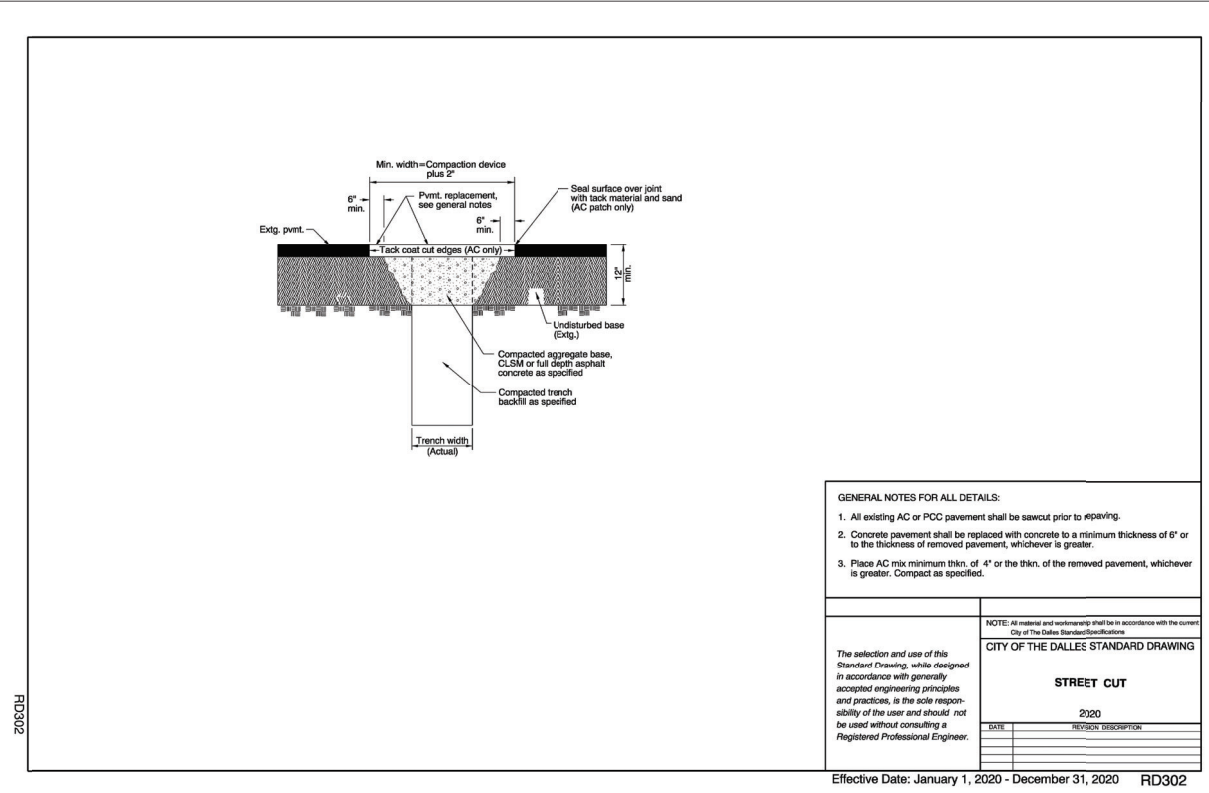 Min. width=Compaction device
plus 2"
6"
min.
Pvmt. replacement,
see general notes
Seal surface over joint
with tack material and sand
(AC patch only)
6"
min.
Extg. pvmt.
Tack coat cut edges (AC only)
12"
min.
Undisturbed base
(Extg.)
Compacted aggregate base,
CLSM or full depth asphalt
concrete as specified
Compacted trench
backfill as specified
Trench width
(Actual)
GENERAL NOTES FOR ALL DETAILS:
1. All existing AC or PCC pavement shall be sawcut prior to repaving.
2. Concrete pavement shall be replaced with concrete to a minimum thickness of 6" or
to the thickness of removed pavement, whichever is greater.
3. Place AC mix minimum thkn. of 4" or the thkn. of the removed pavement, whichever
is greater. Compact as specified.
NOTE: All material and workmanship shall be in accordance with the current
City of The Dalles Standard Specifications
The selection and use of this
Standard Drawing, while designed
in accordance with generally
accepted engineering principles
and practices, is the sole respon-
sibility of the user and should not
be used without consulting a
Registered Professional Engineer.
CITY OF THE DALLES STANDARD DRAWING
STREET CUT
2020
DATE REVISION DESCRIPTION
RD302
Effective Date: January 1, 2020 - December 31, 2020 RD302